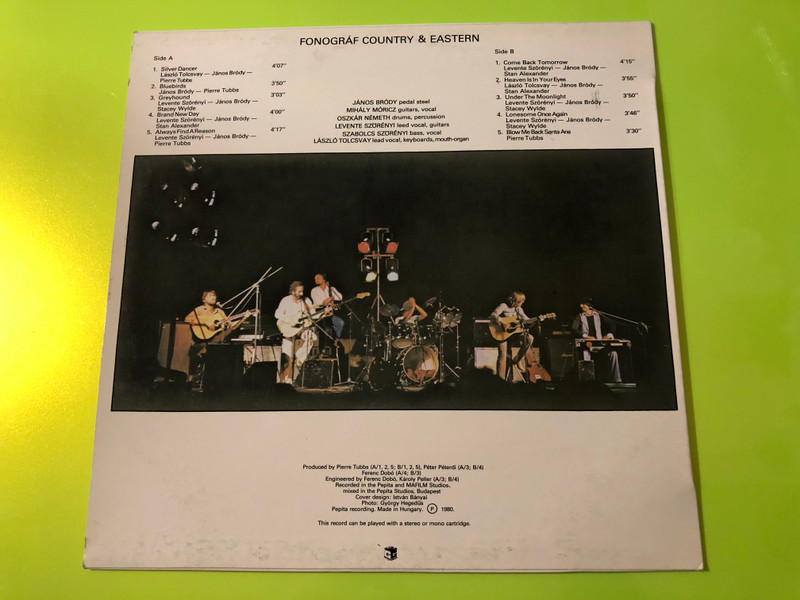 FONOGRÁF COUNTRY & EASTERN
Side A
1. Silver Dancer 4'07"
László Tolcsvay — János Bródy —
Pierre Tubbs
2. Bluebirds 3'50"
János Bródy — Pierre Tubbs
3. Greyhound 3'03"
Levente Szörényi — János Bródy —
Stacey Wylde
4. Brand New Day 4'00"
Levente Szörényi — János Bródy —
Stan Alexander
5. Always Find A Reason 4'17"
Levente Szörényi — János Bródy —
Pierre Tubbs
JÁNOS BRÓDY pedal steel
MIHÁLY MÓRICZ guitars, vocal
OSZKÁR NÉMETH drums, percussion
LEVENTE SZÖRÉNYI leed vocal, guitars
SZABOLCS SZÖRÉNYI bass, vocal
LÁSZLÓ TOLCSVAY lead vocal, keyboards, mouth-organ
Side B
1. Come Back Tomorrow 4'15"
Levente Szörényi — János Bródy —
Stan Alexander
2. Heaven Is In Your Eyes 3'55"
László Tolcsvay — János Bródy —
Stan Alexander
3. Under The Moonlight 3'50"
Levente Szörényi — János Bródy —
Stacey Wylde
4. Lonesome Once Again 3'46"
Levente Szörényi — János Bródy —
Stacey Wylde
5. Blow Me Back Santa Ana 3'30"
Pierre Tubbs
Produced by Pierre Tubbs (A/1, 2, 5; B/1, 2, 5), Péter Péterdi (A/3; B/4)
Ferenc Dobó (A/4; B/3)
Engineered by Ferenc Dobó, Károly Peller (A/3; B/4)
Recorded in the Pepita and MAFILM Studios,
mixed in the Pepita Studios, Budapest
Cover design: István Bányai
Photo: György Hegedűs
Pepita recording. Made in Hungary. Ⓟ 1980.
This record can be played with a stereo or mono cartridge.